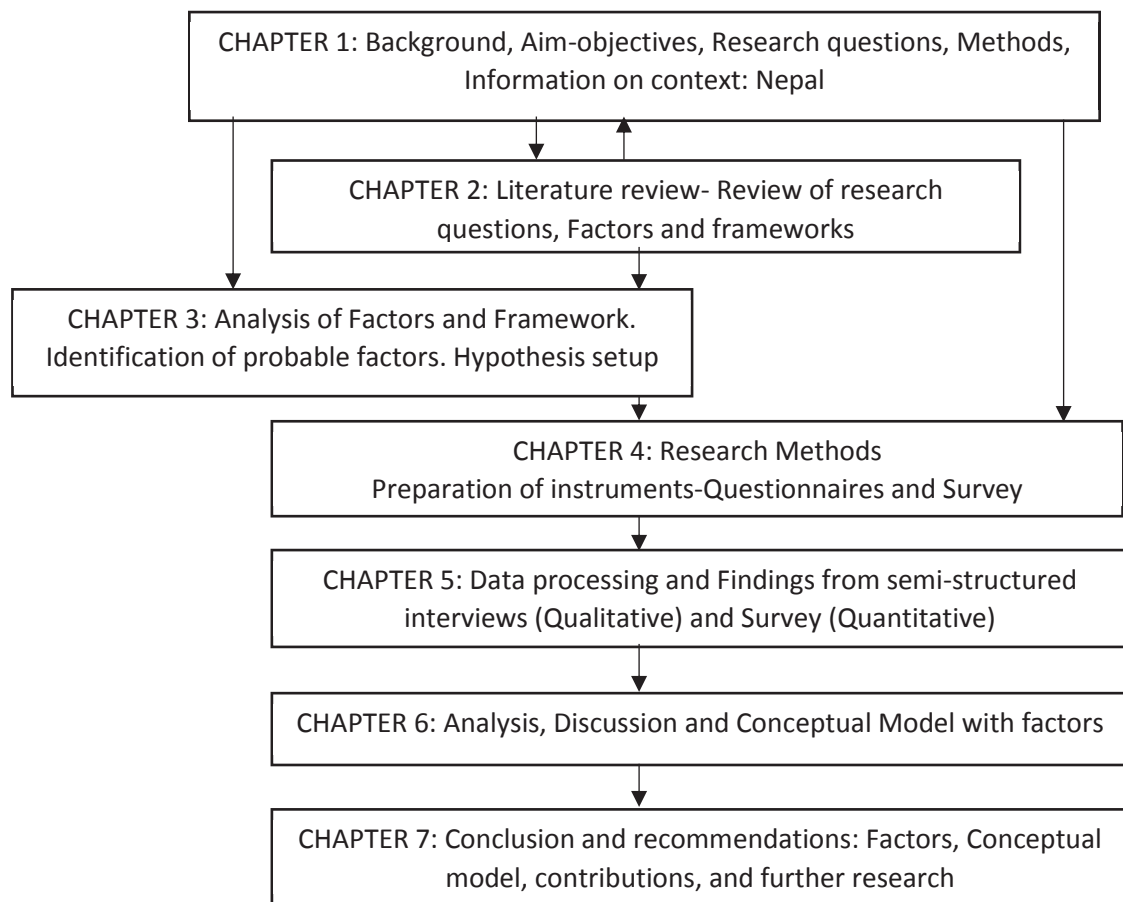 CHAPTER 1: Background, Aim-objectives, Research questions, Methods,
Information on context: Nepal
CHAPTER 2: Literature review- Review of research
questions, Factors and frameworks
CHAPTER 3: Analysis of Factors and Framework.
Identification of probable factors. Hypothesis setup
CHAPTER 4: Research Methods
Preparation of instruments-Questionnaires and Survey
CHAPTER 5: Data processing and Findings from semi-structured
interviews (Qualitative) and Survey (Quantitative)
CHAPTER 6: Analysis, Discussion and Conceptual Model with factors
CHAPTER 7: Conclusion and recommendations: Factors, Conceptual
model, contributions, and further research